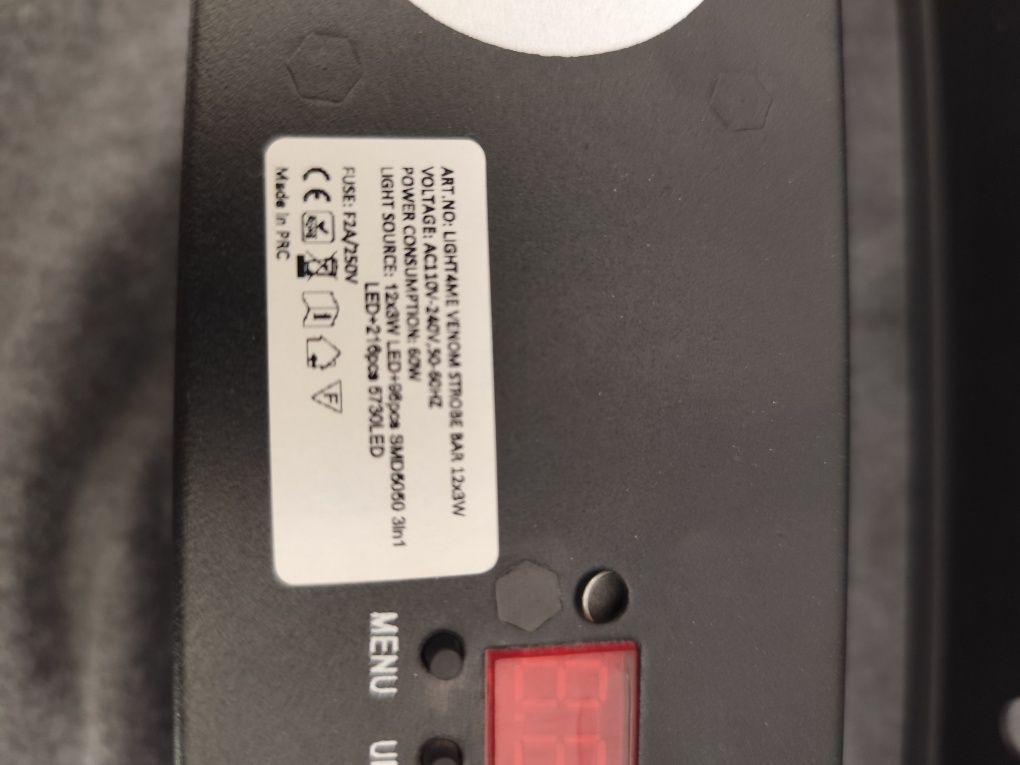 ART.NO: LIGHT4ME VENOM STROBE BAR 12x3W
VOLTAGE: AC110V-240V,50-60HZ
POWER CONSUMPTION: 60W
LIGHT SOURCE: 12x3W LED+96pcs SMD5050 3in1
LED+216pcs 5730LED
FUSE: F2A/250V
CE
F
Made in PRC
MENU